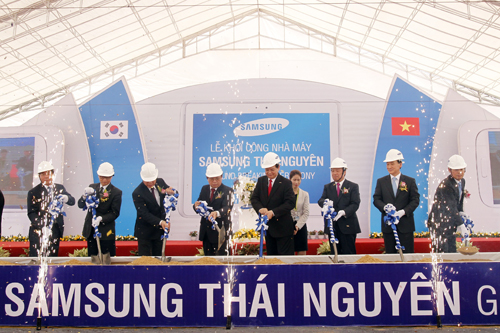 SAMSUNG
LỄ KHỞI CÔNG NHÀ MÁY
SAMSUNG THÁI NGUYÊN
SAMSUNG THÁI NGUYÊN G